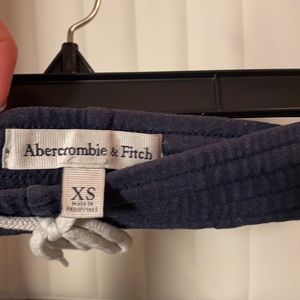 Abercrombie & Fitch
XS
MADE IN
PHILIPPINES